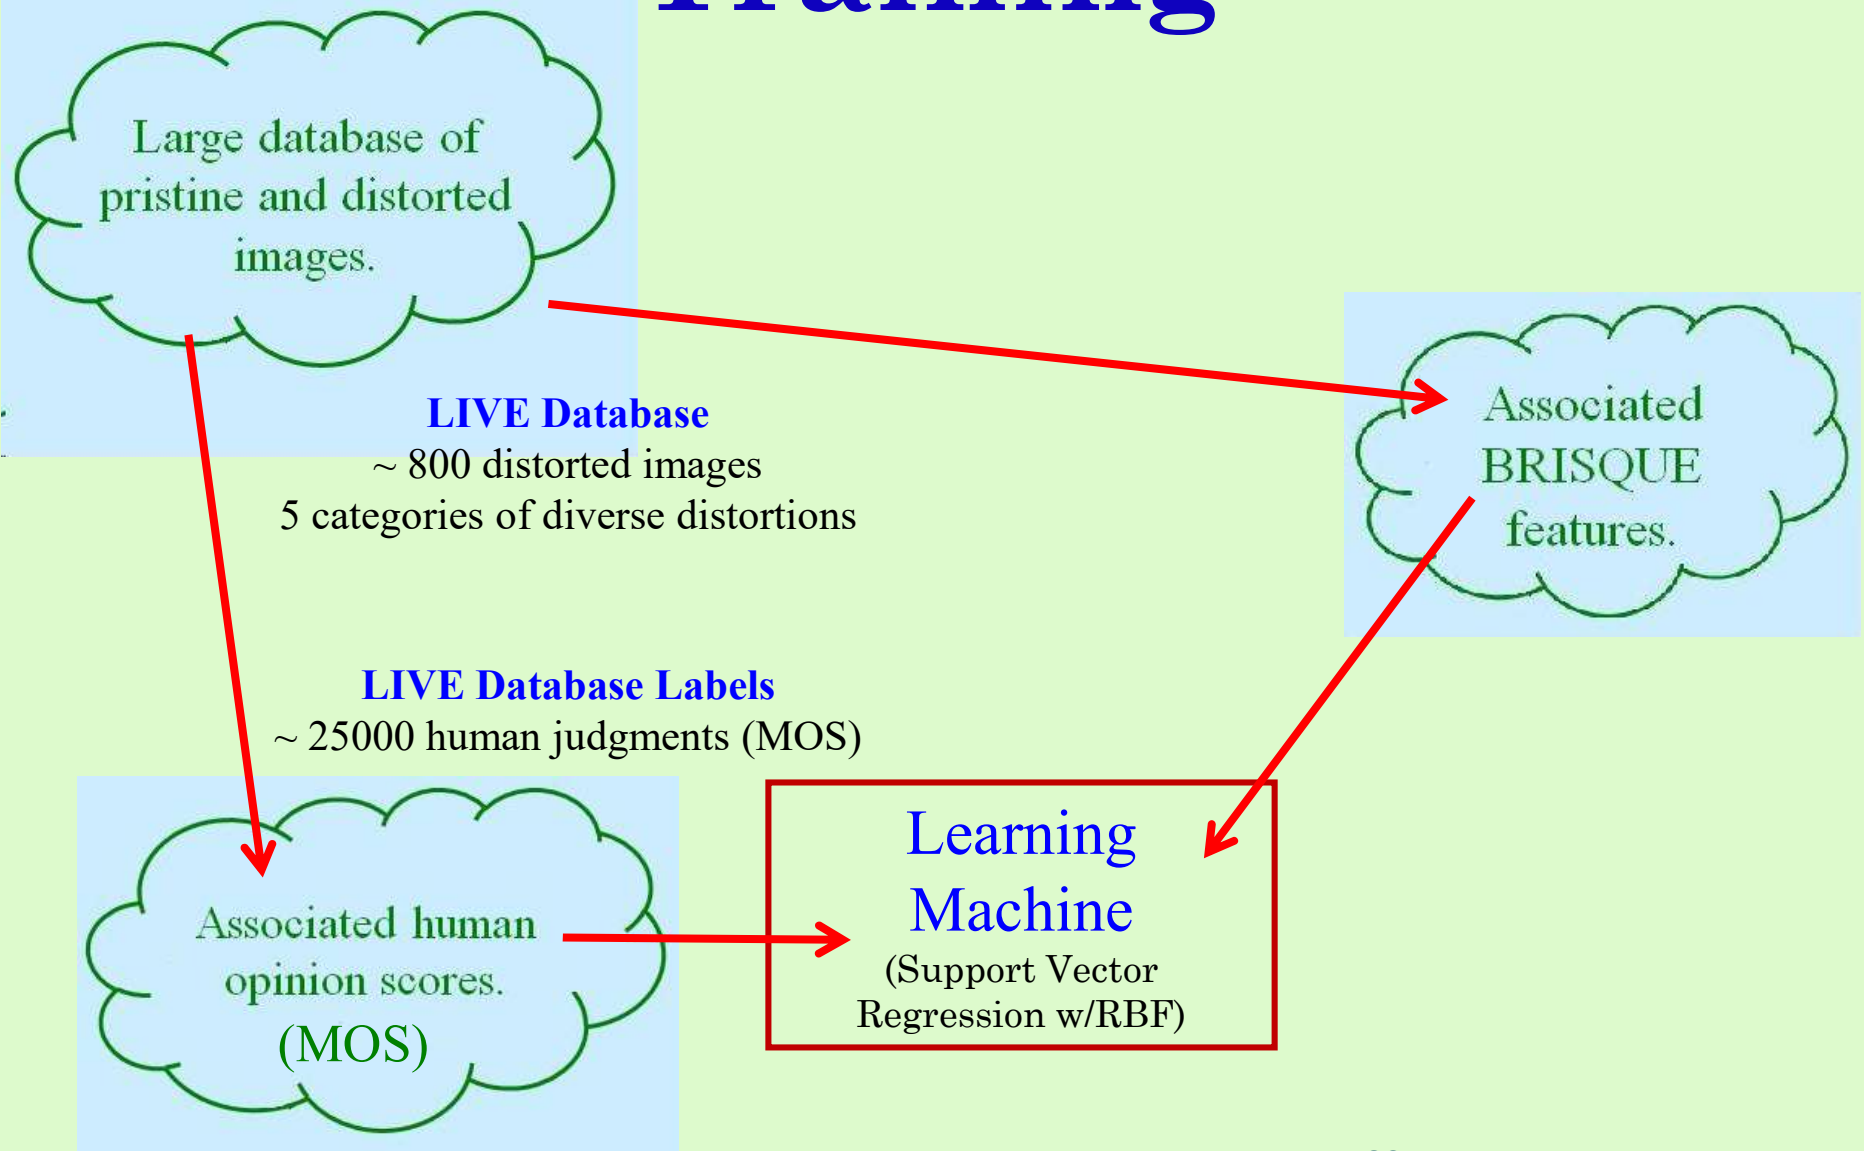 Training
Large database of
pristine and distorted
images.
LIVE Database
~ 800 distorted images
5 categories of diverse distortions
Associated
BRISQUE
features.
LIVE Database Labels
~ 25000 human judgments (MOS)
Associated human
opinion scores.
(MOS)
Learning
Machine
(Support Vector
Regression w/RBF)